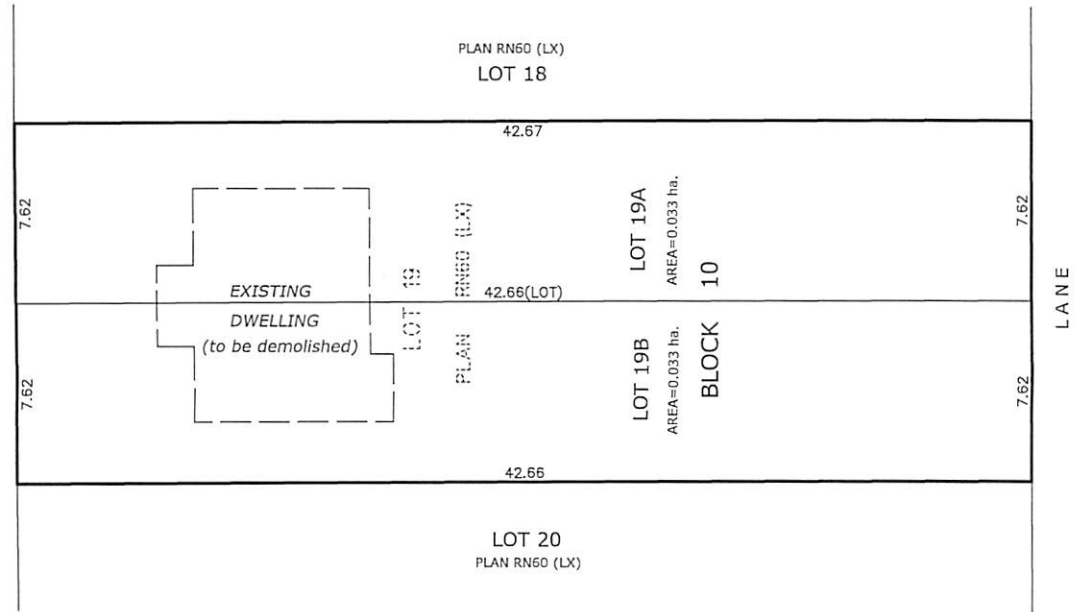 PLAN RN60 (LX)
LOT 18
42.67
7.62
7.62
LOT 19A
AREA=0.033 ha.
EXISTING
DWELLING
(to be demolished)
LOT 19
PLAN RN60 (LX)
42.66(LOT)
BLOCK 10
LANE
LOT 19B
AREA=0.033 ha.
7.62
7.62
42.66
LOT 20
PLAN RN60 (LX)